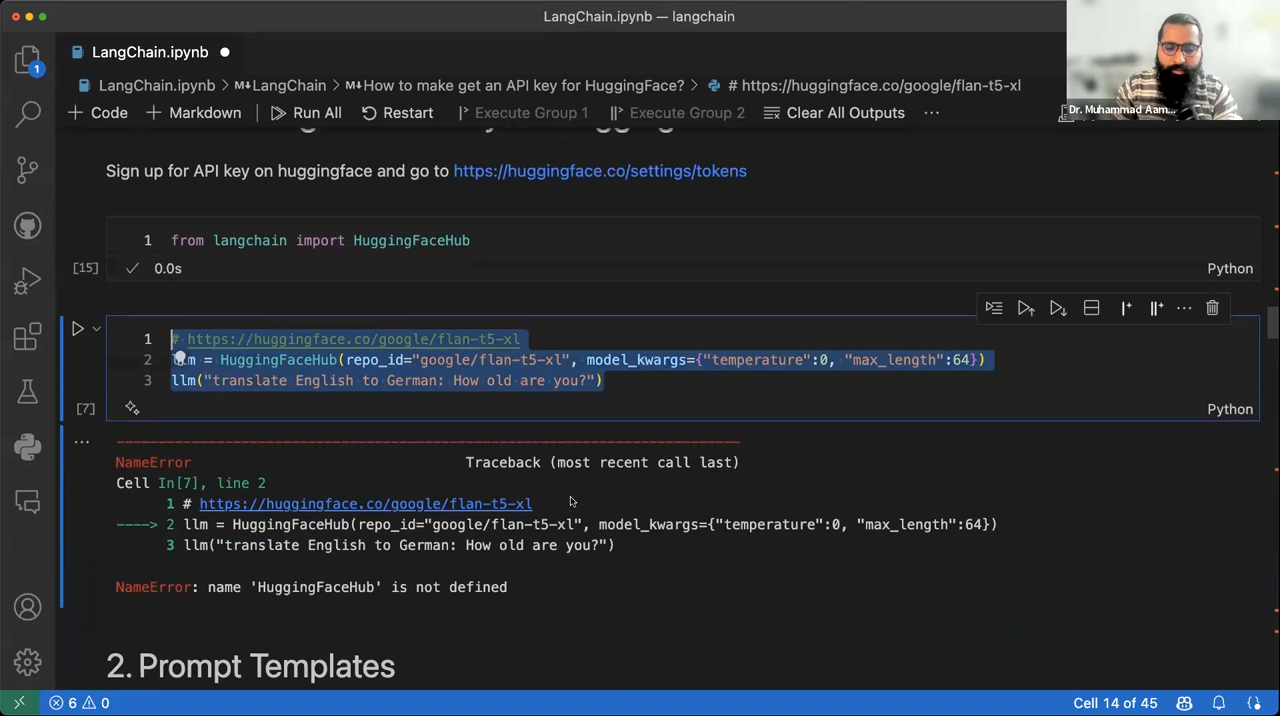 LangChain.ipynb — langchain
LangChain.ipynb
1
LangChain.ipynb > M↓LangChain > M↓How to make get an API key for HuggingFace? > # https://huggingface.co/google/flan-t5-xl
+ Code + Markdown Run All Restart Execute Group 1 Execute Group 2 Clear All Outputs ...
Dr. Muhammad Aam...
Sign up for API key on huggingface and go to https://huggingface.co/settings/tokens
1 from langchain import HuggingFaceHub
[15] ✓ 0.0s Python
1 # https://huggingface.co/google/flan-t5-xl
2 llm = HuggingFaceHub(repo_id="google/flan-t5-xl", model_kwargs={"temperature":0, "max_length":64})
3 llm("translate English to German: How old are you?")
[7] Python
NameError Traceback (most recent call last)
Cell In[7], line 2
1 # https://huggingface.co/google/flan-t5-xl
----> 2 llm = HuggingFaceHub(repo_id="google/flan-t5-xl", model_kwargs={"temperature":0, "max_length":64})
3 llm("translate English to German: How old are you?")
NameError: name 'HuggingFaceHub' is not defined
2. Prompt Templates
6 0 Cell 14 of 45